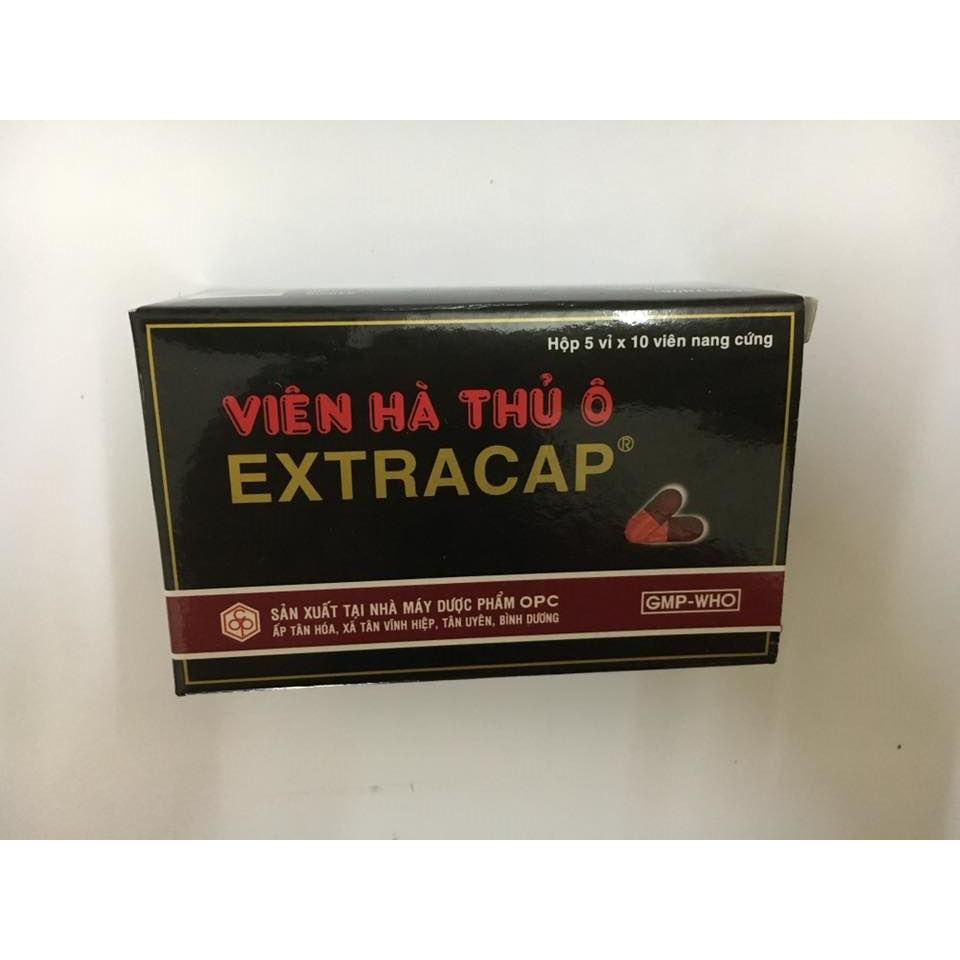 Hộp 5 vỉ x 10 viên nang cứng
VIÊN HÀ THỦ Ô
EXTRACAP®
SẢN XUẤT TẠI NHÀ MÁY DƯỢC PHẨM OPC
ẤP TÂN HÓA, XÃ TÂN VĨNH HIỆP, TÂN UYÊN, BÌNH DƯƠNG
GMP-WHO